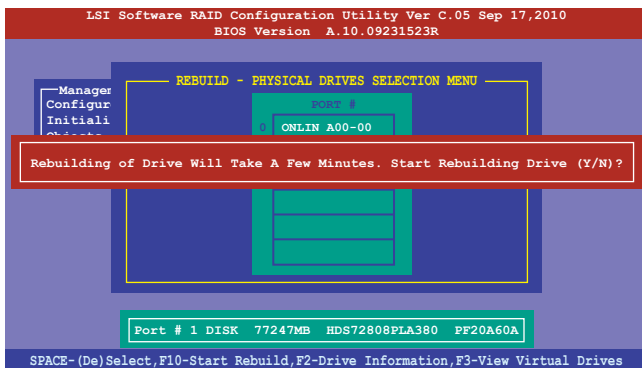 LSI Software RAID Configuration Utility Ver C.05 Sep 17,2010
BIOS Version A.10.09231523R
REBUILD - PHYSICAL DRIVES SELECTION MENU
Managem
Configur
Initiali
Objects
PORT #
0 ONLIN A00-00
Rebuilding of Drive Will Take A Few Minutes. Start Rebuilding Drive (Y/N)?
Port # 1 DISK 77247MB HDS72808PLA380 PF20A60A
SPACE-(De)Select,F10-Start Rebuild,F2-Drive Information,F3-View Virtual Drives